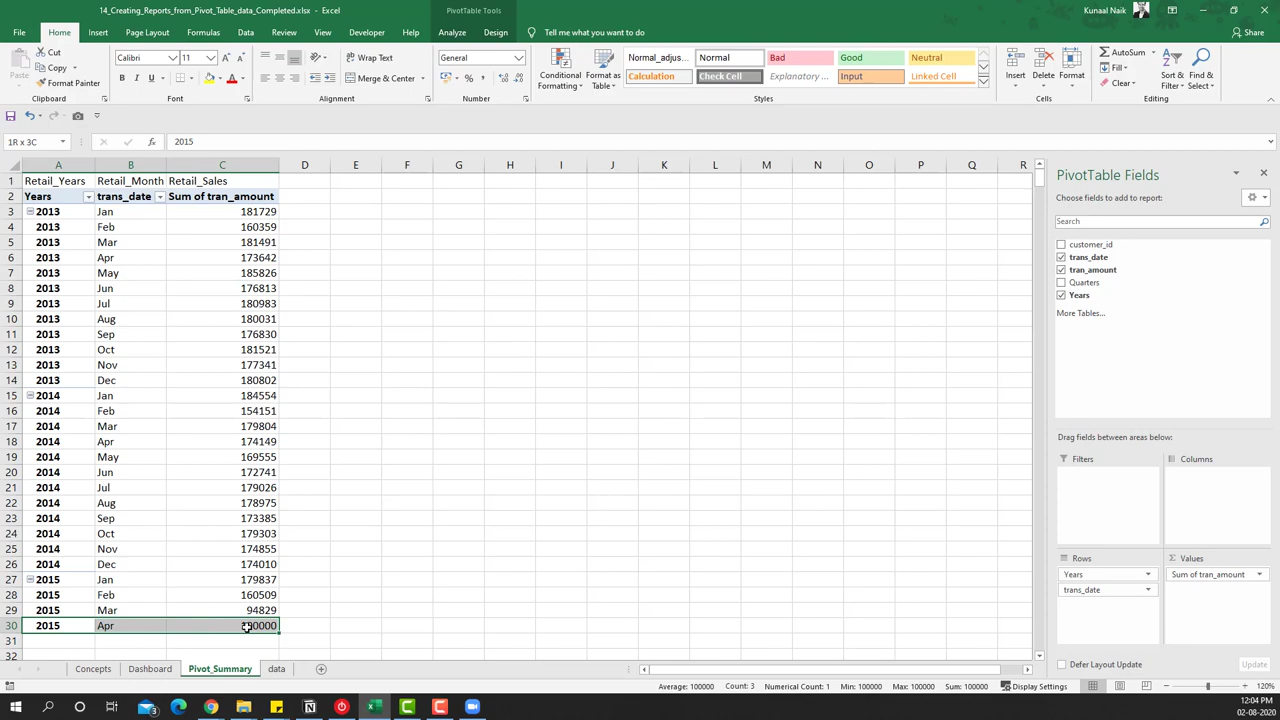 14_Creating_Reports_from_Pivot_Table_data_Completed.xlsx - Excel
PivotTable Tools
Kunaal Naik
File Home Insert Page Layout Formulas Data Review View Developer Help Analyze Design Tell me what you want to do Share
Cut
Copy
Format Painter
Paste
Clipboard
Calibri 11
B I U
Font
Wrap Text
Merge & Center
Alignment
General
Number
Conditional Formatting
Format as Table
Normal_adjus... Normal Bad Good Neutral
Calculation Check Cell Explanatory ... Input Linked Cell
Styles
Insert Delete Format
Cells
AutoSum
Fill
Clear
Sort & Filter
Find & Select
Editing
1R x 3C
2015
A B C D E F G H I J K L M N O P Q R
1 Retail_Years Retail_Month Retail_Sales
2 Years trans_date Sum of tran_amount
3 2013 Jan 181729
4 2013 Feb 160359
5 2013 Mar 181491
6 2013 Apr 173642
7 2013 May 185826
8 2013 Jun 176813
9 2013 Jul 180983
10 2013 Aug 180031
11 2013 Sep 176830
12 2013 Oct 181521
13 2013 Nov 177341
14 2013 Dec 180802
15 2014 Jan 184554
16 2014 Feb 154151
17 2014 Mar 179804
18 2014 Apr 174149
19 2014 May 169555
20 2014 Jun 172741
21 2014 Jul 179026
22 2014 Aug 178975
23 2014 Sep 173385
24 2014 Oct 179303
25 2014 Nov 174855
26 2014 Dec 174010
27 2015 Jan 179837
28 2015 Feb 160509
29 2015 Mar 94829
30 2015 Apr 100000
31
32
PivotTable Fields
Choose fields to add to report:
Search
customer_id
trans_date
tran_amount
Quarters
Years
More Tables...
Drag fields between areas below:
Filters Columns
Rows Values
Years Sum of tran_amount
trans_date
Defer Layout Update Update
Concepts Dashboard Pivot_Summary data
Average: 100000 Count: 3 Numerical Count: 1 Min: 100000 Max: 100000 Sum: 100000 Display Settings 120%
12:04 PM
02-08-2020